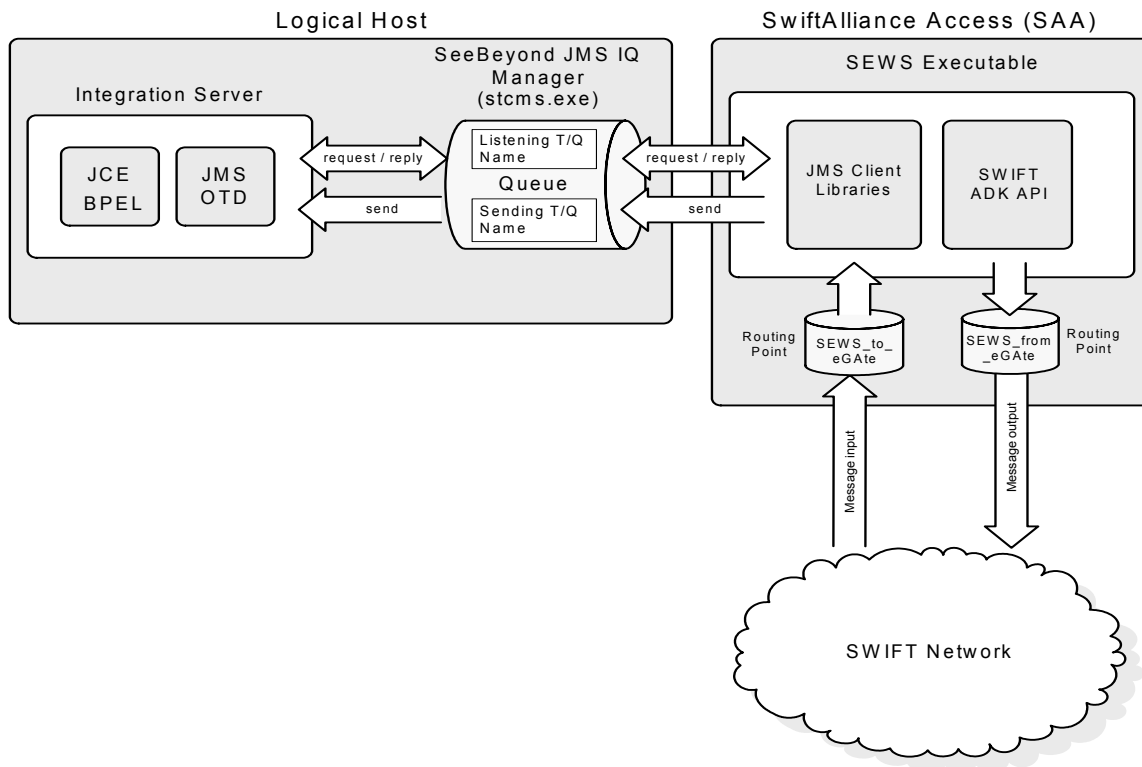 Logical Host
SwiftAlliance Access (SAA)
SeeBeyond JMS IQ
Manager
(stcms.exe)
SEWS Executable
Integration Server
JCE
BPEL
JMS
OTD
request / reply
send
Listening T/Q
Name
Queue
Sending T/Q
Name
request / reply
send
JMS Client
Libraries
SWIFT
ADK API
Routing
Point
SEWS_to_
eGAte
SEWS_from
_eGAte
Routing
Point
Message input
Message output
SWIFT Network